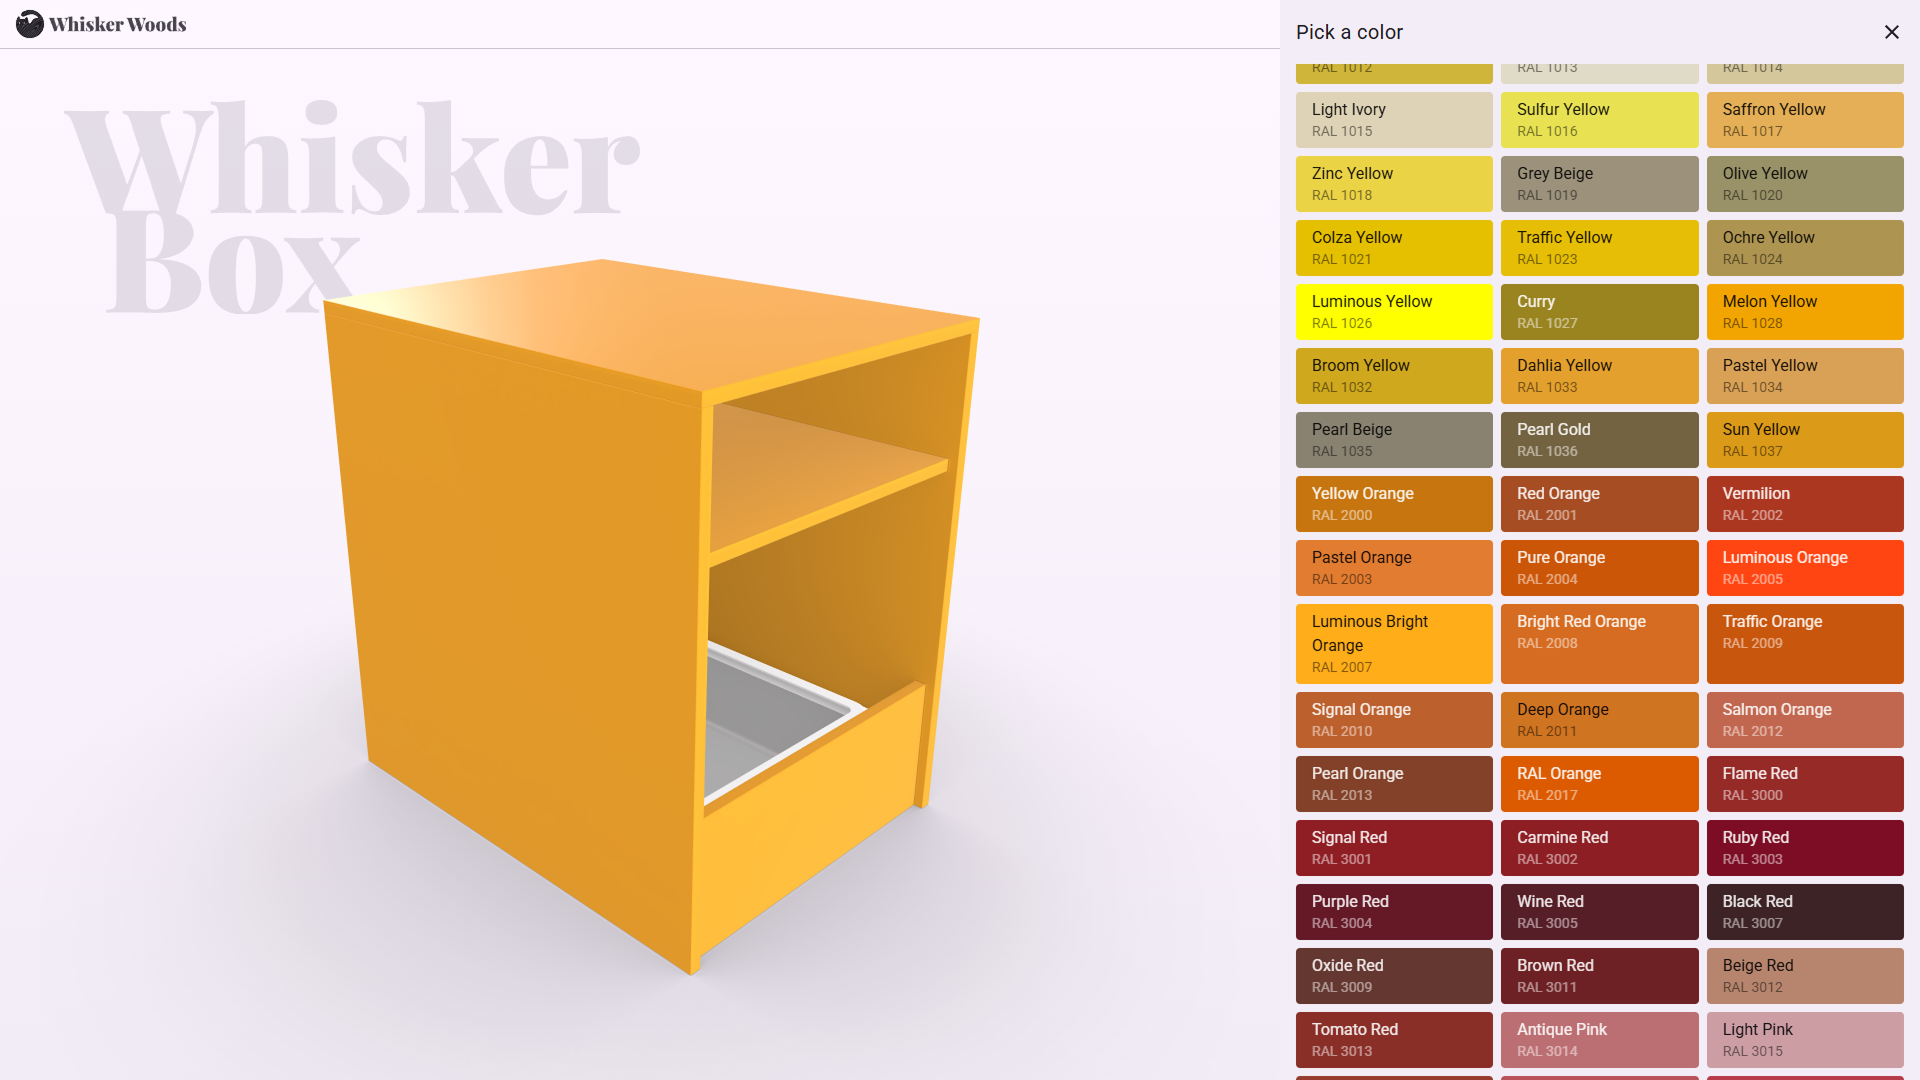 Whisker Woods
Whisker
Box
Pick a color
RAL 1012
RAL 1013
RAL 1014
Light Ivory
RAL 1015
Sulfur Yellow
RAL 1016
Saffron Yellow
RAL 1017
Zinc Yellow
RAL 1018
Grey Beige
RAL 1019
Olive Yellow
RAL 1020
Colza Yellow
RAL 1021
Traffic Yellow
RAL 1023
Ochre Yellow
RAL 1024
Luminous Yellow
RAL 1026
Curry
RAL 1027
Melon Yellow
RAL 1028
Broom Yellow
RAL 1032
Dahlia Yellow
RAL 1033
Pastel Yellow
RAL 1034
Pearl Beige
RAL 1035
Pearl Gold
RAL 1036
Sun Yellow
RAL 1037
Yellow Orange
RAL 2000
Red Orange
RAL 2001
Vermilion
RAL 2002
Pastel Orange
RAL 2003
Pure Orange
RAL 2004
Luminous Orange
RAL 2005
Luminous Bright
Orange
RAL 2007
Bright Red Orange
RAL 2008
Traffic Orange
RAL 2009
Signal Orange
RAL 2010
Deep Orange
RAL 2011
Salmon Orange
RAL 2012
Pearl Orange
RAL 2013
RAL Orange
RAL 2017
Flame Red
RAL 3000
Signal Red
RAL 3001
Carmine Red
RAL 3002
Ruby Red
RAL 3003
Purple Red
RAL 3004
Wine Red
RAL 3005
Black Red
RAL 3007
Oxide Red
RAL 3009
Brown Red
RAL 3011
Beige Red
RAL 3012
Tomato Red
RAL 3013
Antique Pink
RAL 3014
Light Pink
RAL 3015